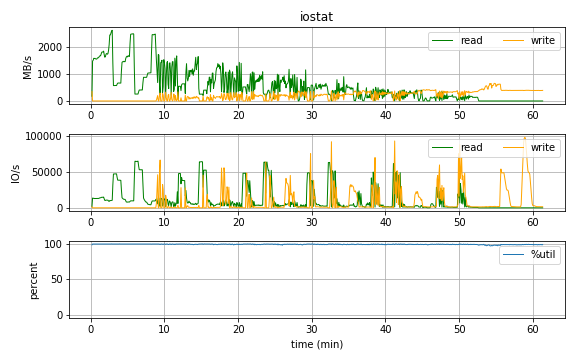 iostat
2000
1000
0
MB/s
read write
0 10 20 30 40 50 60
100000
50000
0
IO/s
read write
0 10 20 30 40 50 60
100
50
0
percent
%util
0 10 20 30 40 50 60
time (min)